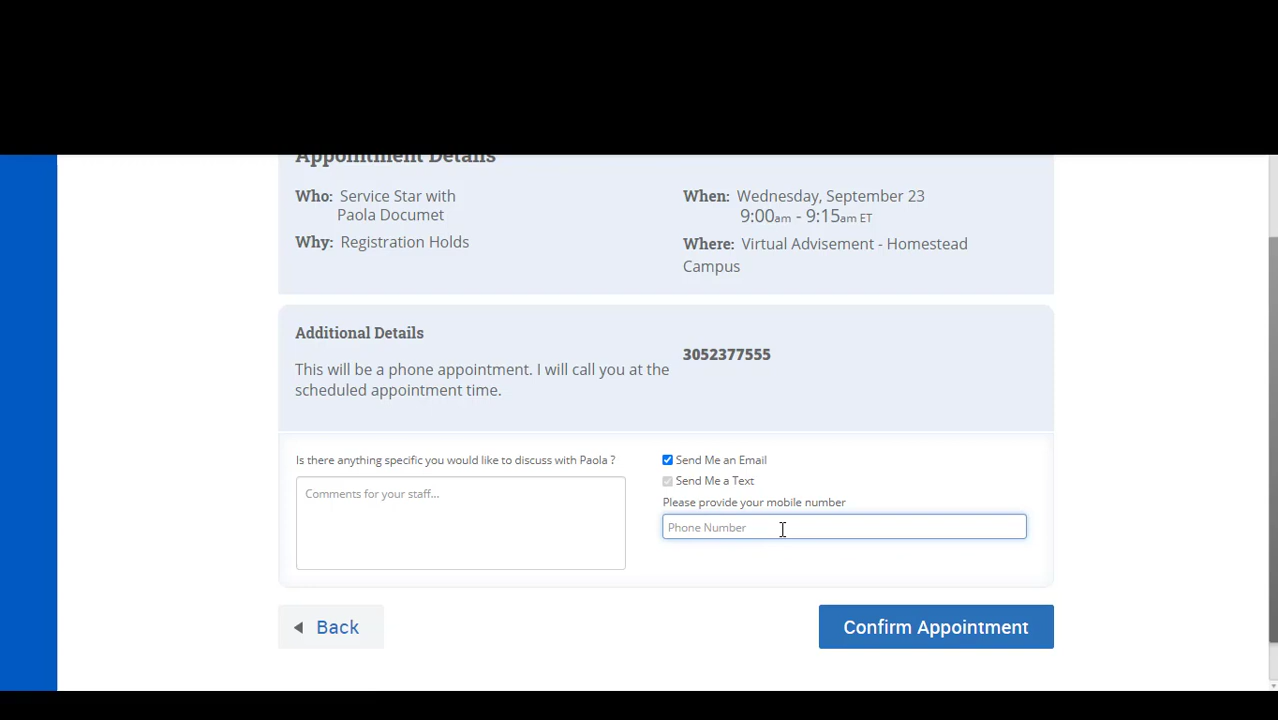 Appointment Details
Who: Service Star with
Paola Documet
Why: Registration Holds
When: Wednesday, September 23
9:00am - 9:15am ET
Where: Virtual Advisement - Homestead
Campus
Additional Details
This will be a phone appointment. I will call you at the
scheduled appointment time.
3052377555
Is there anything specific you would like to discuss with Paola ?
Comments for your staff...
Send Me an Email
Send Me a Text
Please provide your mobile number
Phone Number
Back
Confirm Appointment